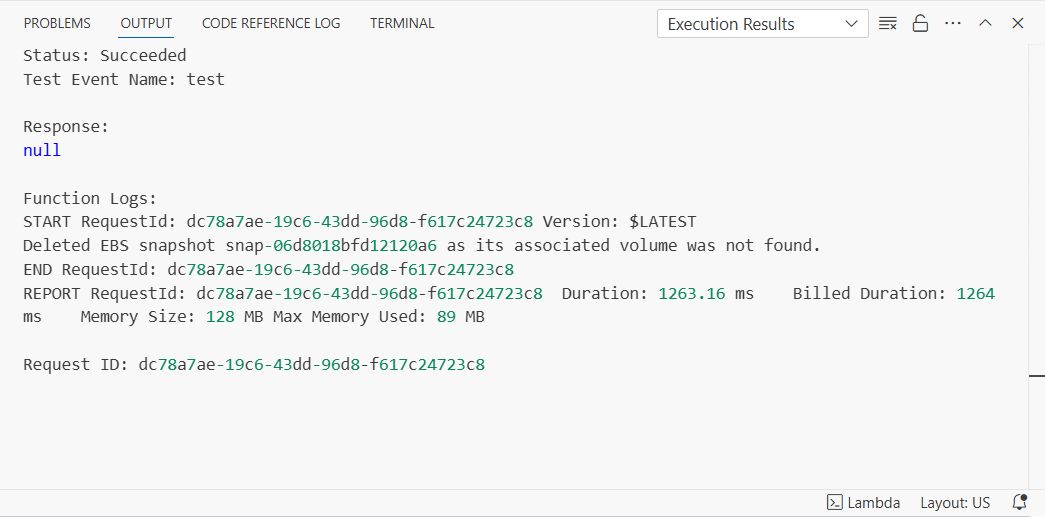 PROBLEMS OUTPUT CODE REFERENCE LOG TERMINAL Execution Results
Status: Succeeded
Test Event Name: test
Response:
null
Function Logs:
START RequestId: dc78a7ae-19c6-43dd-96d8-f617c24723c8 Version: $LATEST
Deleted EBS snapshot snap-06d8018bfd12120a6 as its associated volume was not found.
END RequestId: dc78a7ae-19c6-43dd-96d8-f617c24723c8
REPORT RequestId: dc78a7ae-19c6-43dd-96d8-f617c24723c8 Duration: 1263.16 ms Billed Duration: 1264
ms Memory Size: 128 MB Max Memory Used: 89 MB
Request ID: dc78a7ae-19c6-43dd-96d8-f617c24723c8
Lambda Layout: US